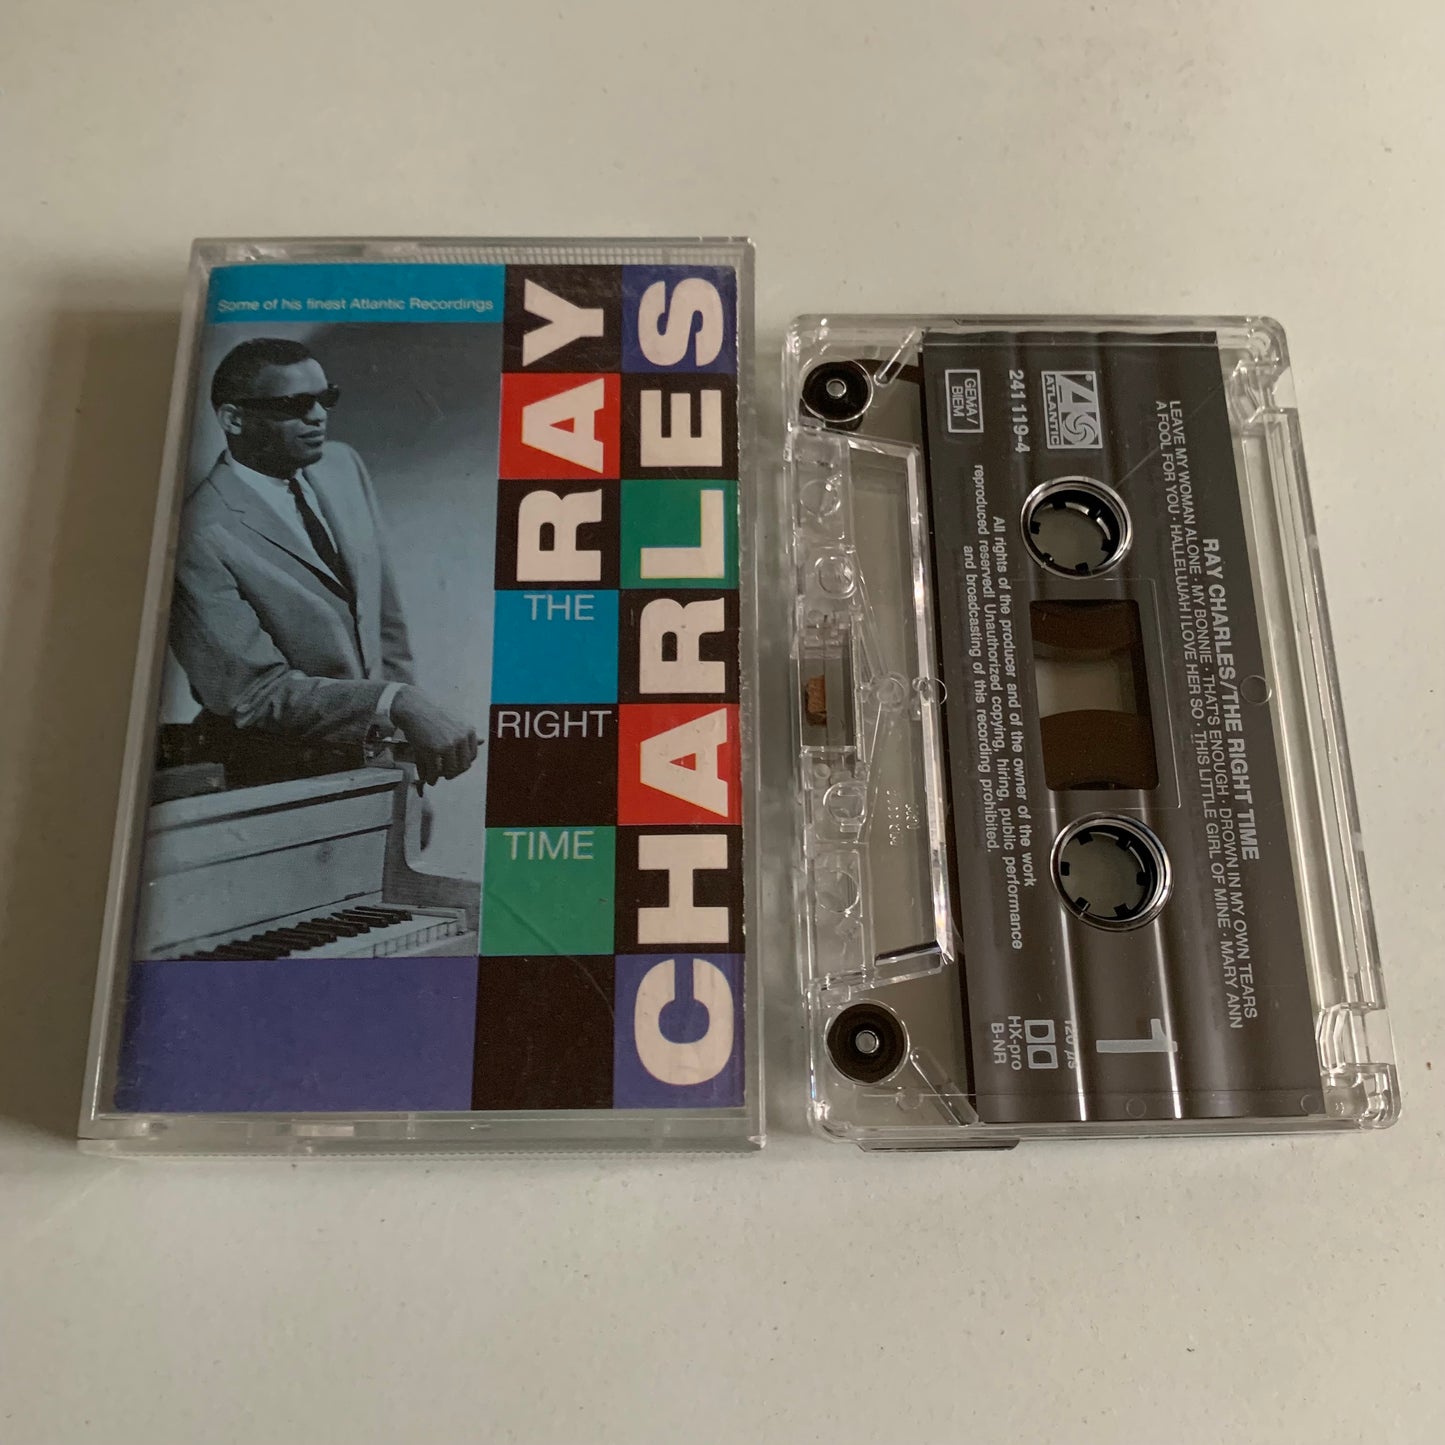 Some of his finest Atlantic Recordings
RAY
CHARLES
THE
RIGHT
TIME
RAY CHARLES/THE RIGHT TIME
LEAVE MY WOMAN ALONE · MY BONNIE · THAT'S ENOUGH · DROWN IN MY OWN TEARS
A FOOL FOR YOU · HALLELUJAH I LOVE HER SO · THIS LITTLE GIRL OF MINE · MARY ANN
ATLANTIC
241 119-4
GEMA/
BIEM
1
All rights of the producer and of the owner of the work
reproduced reserved! Unauthorized copying, hiring, public performance
and broadcasting of this recording prohibited.
120 µs
HX-pro
B-NR